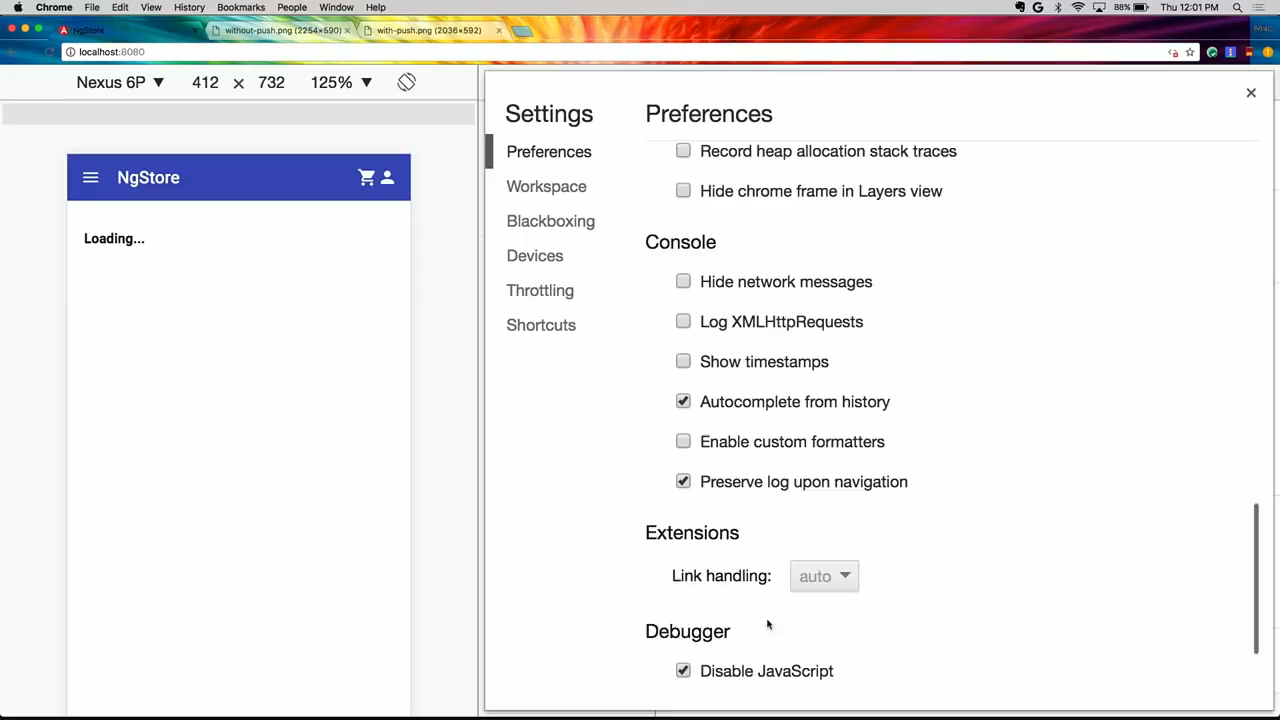 Chrome File Edit View History Bookmarks People Window Help 88% Thu 12:01 PM
NgStore × without-push.png (2254×590) × with-push.png (2036×592) ×
localhost:8080
Nexus 6P ▼ 412 × 732 125% ▼
NgStore
Loading...
Settings
Preferences
Workspace
Blackboxing
Devices
Throttling
Shortcuts
Preferences
Record heap allocation stack traces
Hide chrome frame in Layers view
Console
Hide network messages
Log XMLHttpRequests
Show timestamps
Autocomplete from history
Enable custom formatters
Preserve log upon navigation
Extensions
Link handling: auto
Debugger
Disable JavaScript